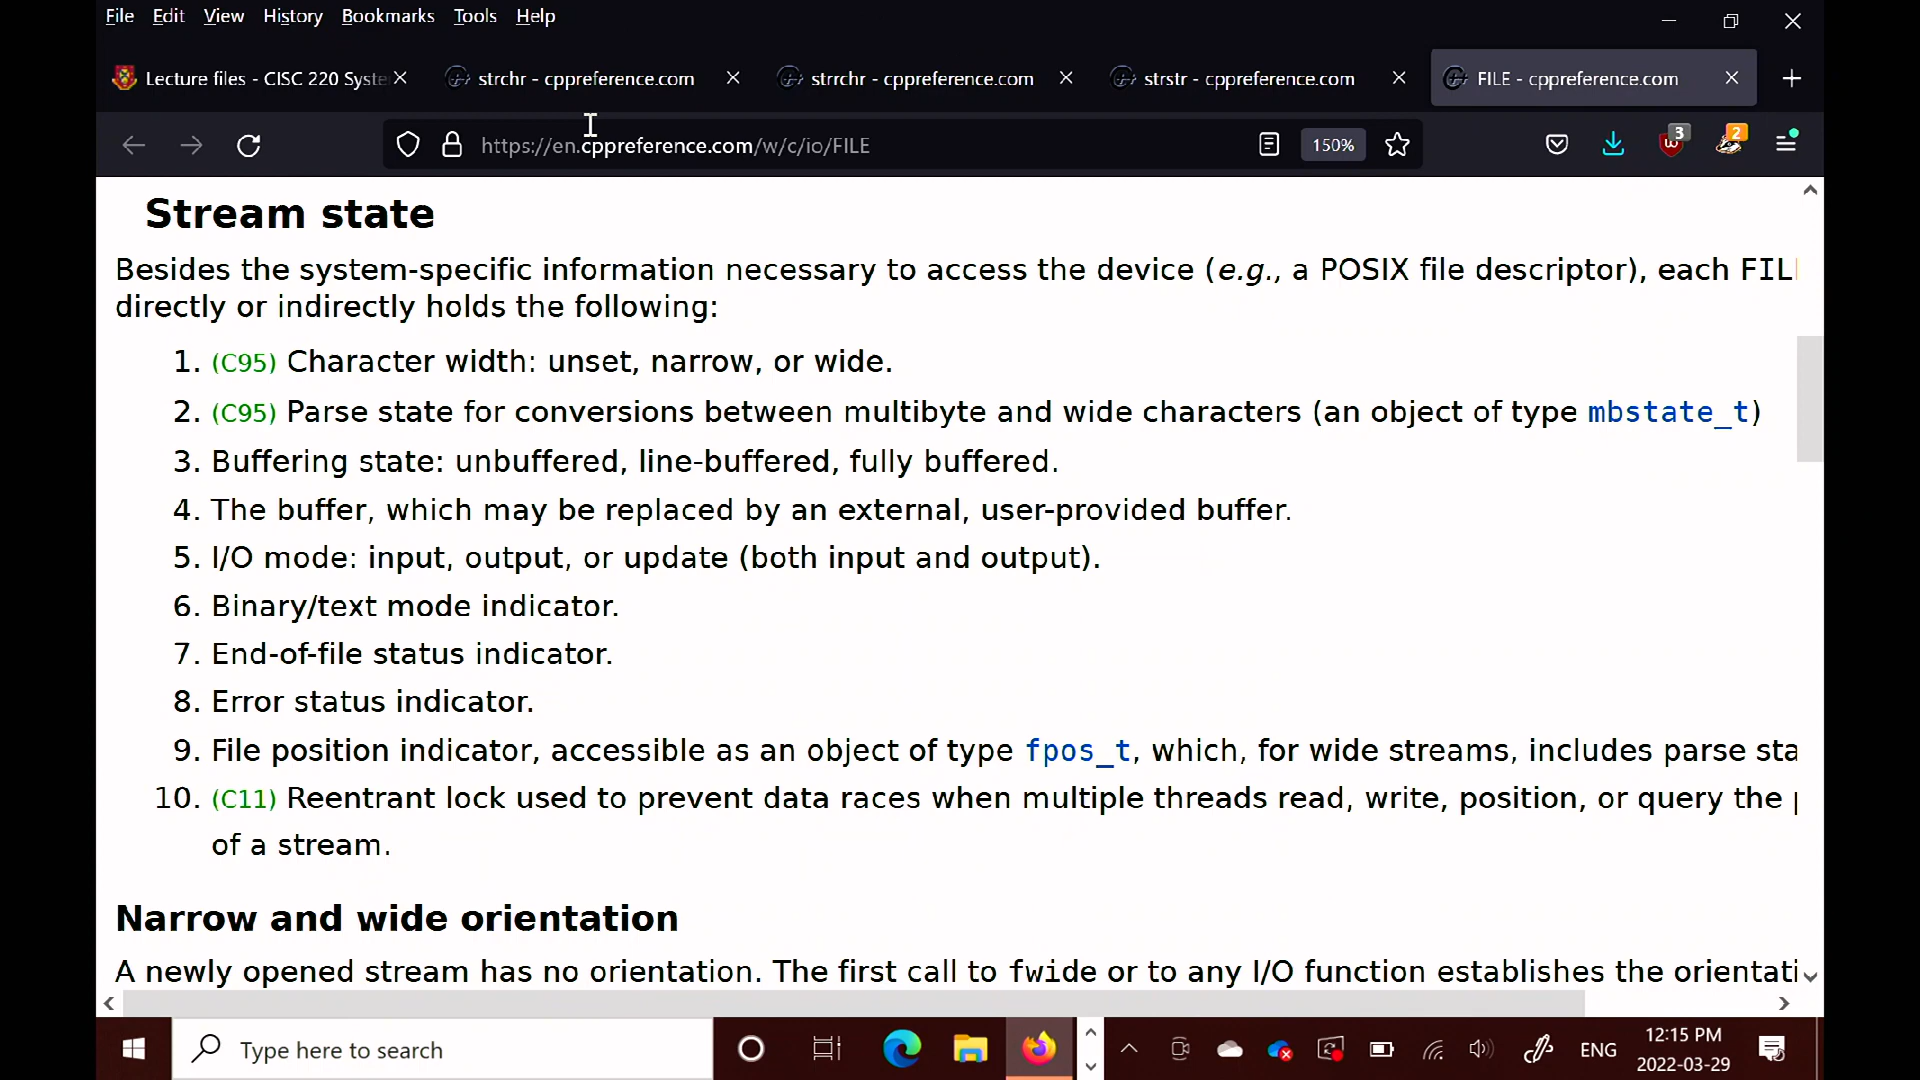 File Edit View History Bookmarks Tools Help
Lecture files - CISC 220 Syste
strchr - cppreference.com
strrchr - cppreference.com
strstr - cppreference.com
FILE - cppreference.com
https://en.cppreference.com/w/c/io/FILE
150%
3
2
Stream state
Besides the system-specific information necessary to access the device (e.g., a POSIX file descriptor), each FIL
directly or indirectly holds the following:
1. (C95) Character width: unset, narrow, or wide.
2. (C95) Parse state for conversions between multibyte and wide characters (an object of type mbstate_t)
3. Buffering state: unbuffered, line-buffered, fully buffered.
4. The buffer, which may be replaced by an external, user-provided buffer.
5. I/O mode: input, output, or update (both input and output).
6. Binary/text mode indicator.
7. End-of-file status indicator.
8. Error status indicator.
9. File position indicator, accessible as an object of type fpos_t, which, for wide streams, includes parse sta
10. (C11) Reentrant lock used to prevent data races when multiple threads read, write, position, or query the
of a stream.
Narrow and wide orientation
A newly opened stream has no orientation. The first call to fwide or to any I/O function establishes the orientati
Type here to search
ENG
12:15 PM
2022-03-29